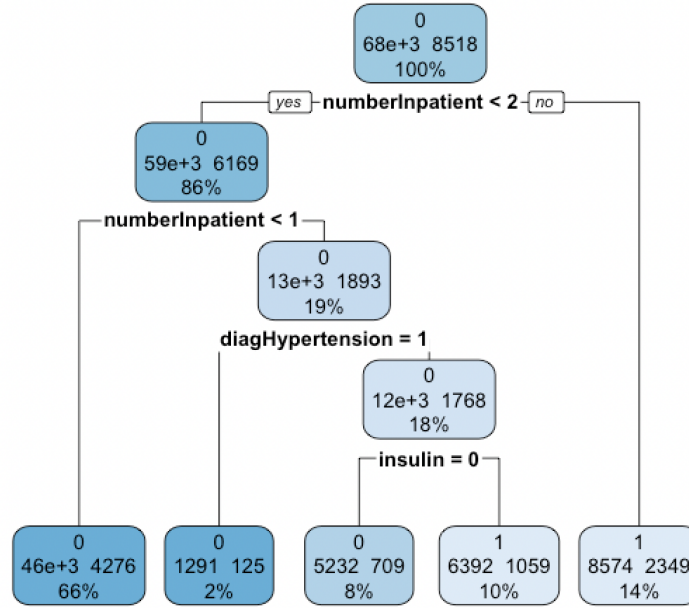 0
68e+3 8518
100%
yes numberInpatient < 2 no
0
59e+3 6169
86%
numberInpatient < 1
0
13e+3 1893
19%
diagHypertension = 1
0
12e+3 1768
18%
insulin = 0
0 0 0 1 1
46e+3 4276 1291 125 5232 709 6392 1059 8574 2349
66% 2% 8% 10% 14%